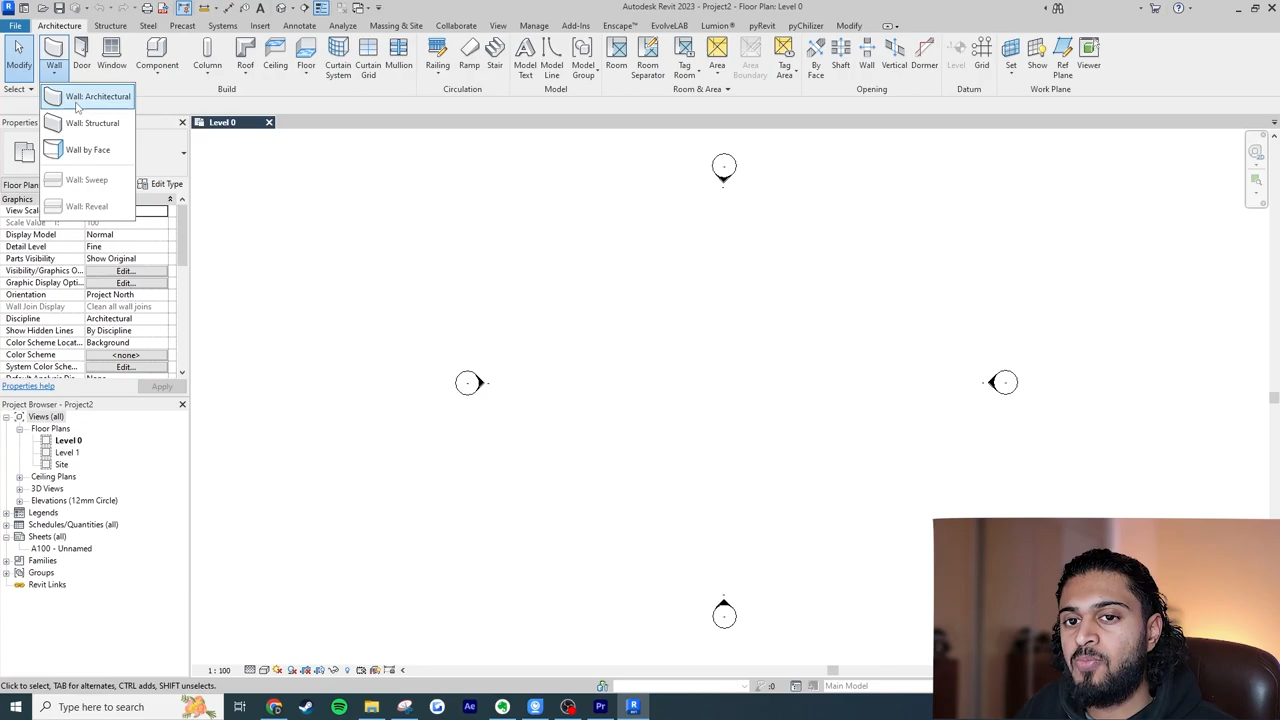 Autodesk Revit 2023 - Project2 - Floor Plan: Level 0
File Architecture Structure Steel Precast Systems Insert Annotate Analyze Massing & Site Collaborate View Manage Add-Ins Enscape™ EvolveLAB Lumion® pyRevit pyChilizer Modify
Modify Wall Door Window Component Column Roof Ceiling Floor Curtain System Curtain Grid Mullion Railing Ramp Stair Model Text Model Line Model Group Room Room Separator Tag Room Area Area Boundary Tag Area By Face Shaft Wall Vertical Dormer Level Grid Set Show Ref Plane Viewer
Select Build Circulation Model Room & Area Opening Datum Work Plane
Wall: Architectural
Wall: Structural
Wall by Face
Wall: Sweep
Wall: Reveal
Properties
Level 0
Floor Plan:
Edit Type
Graphics
View Scale
Scale Value 1: 100
Display Model Normal
Detail Level Fine
Parts Visibility Show Original
Visibility/Graphics O... Edit...
Graphic Display Opti... Edit...
Orientation Project North
Wall Join Display Clean all wall joins
Discipline Architectural
Show Hidden Lines By Discipline
Color Scheme Locat... Background
Color Scheme <none>
System Color Sche... Edit...
Properties help Apply
Project Browser - Project2
Views (all)
Floor Plans
Level 0
Level 1
Site
Ceiling Plans
3D Views
Elevations (12mm Circle)
Legends
Schedules/Quantities (all)
Sheets (all)
A100 - Unnamed
Families
Groups
Revit Links
1 : 100
Click to select, TAB for alternates, CTRL adds, SHIFT unselects.
:0
Main Model
Type here to search